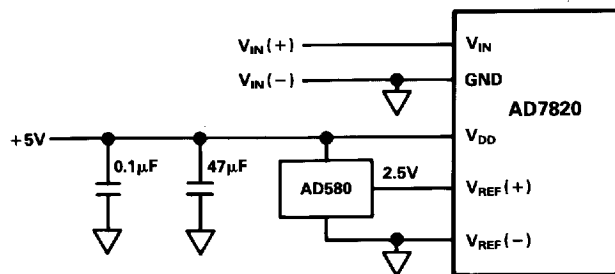 V_IN(+)
V_IN
V_IN(−)
GND
AD7820
+5V
V_DD
0.1µF
47µF
AD580
2.5V
V_REF(+)
V_REF(−)